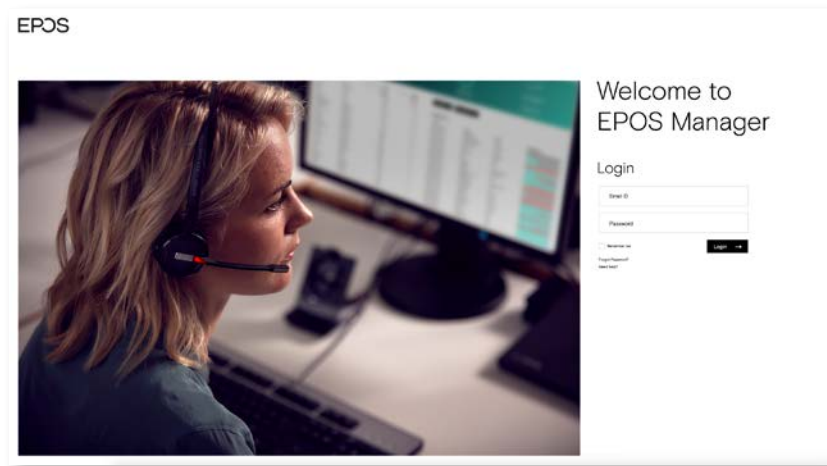 EPOS
Welcome to
EPOS Manager
Login
Email ID
Password
Remember me
Login →
Forgot Password?
Need help?